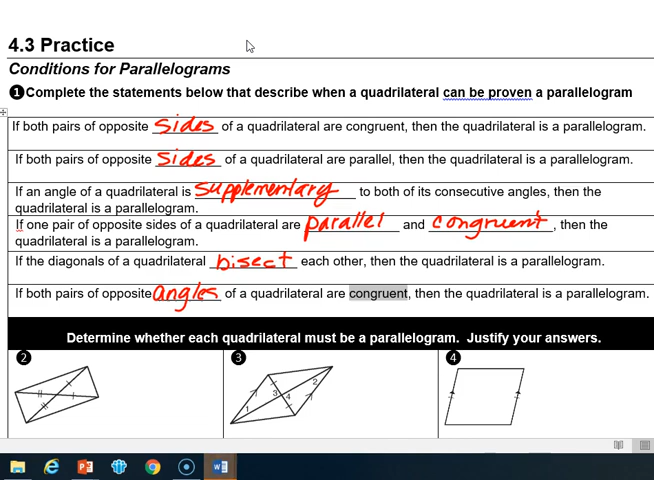 4.3 Practice
Conditions for Parallelograms
❶Complete the statements below that describe when a quadrilateral can be proven a parallelogram
If both pairs of opposite sides of a quadrilateral are congruent, then the quadrilateral is a parallelogram.
If both pairs of opposite sides of a quadrilateral are parallel, then the quadrilateral is a parallelogram.
If an angle of a quadrilateral is supplementary to both of its consecutive angles, then the
quadrilateral is a parallelogram.
If one pair of opposite sides of a quadrilateral are parallel and congruent, then the
quadrilateral is a parallelogram.
If the diagonals of a quadrilateral bisect each other, then the quadrilateral is a parallelogram.
If both pairs of opposite angles of a quadrilateral are congruent, then the quadrilateral is a parallelogram.
Determine whether each quadrilateral must be a parallelogram. Justify your answers.
❷ ❸ ❹
2
3 4
1